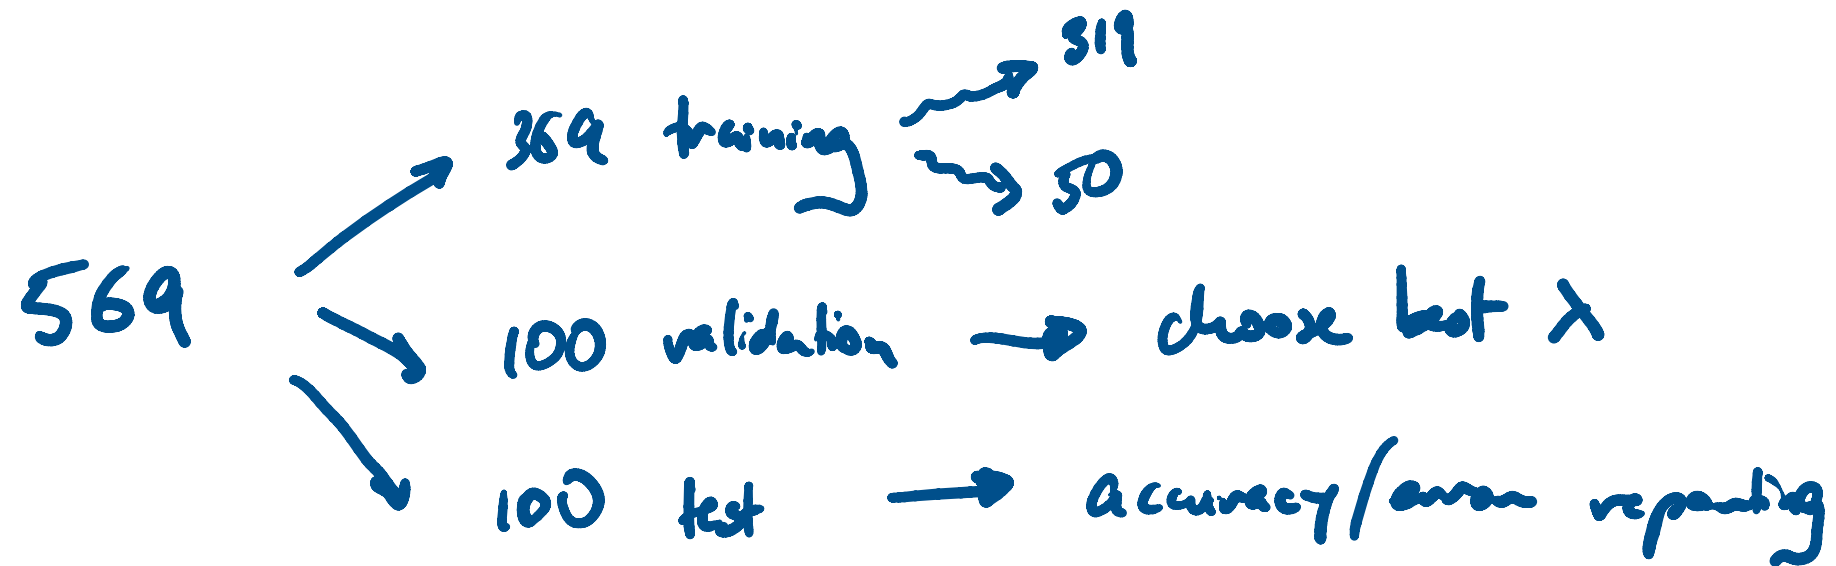 319
369 training
50
569
100 validation → choose best λ
100 test → accuracy/error reporting